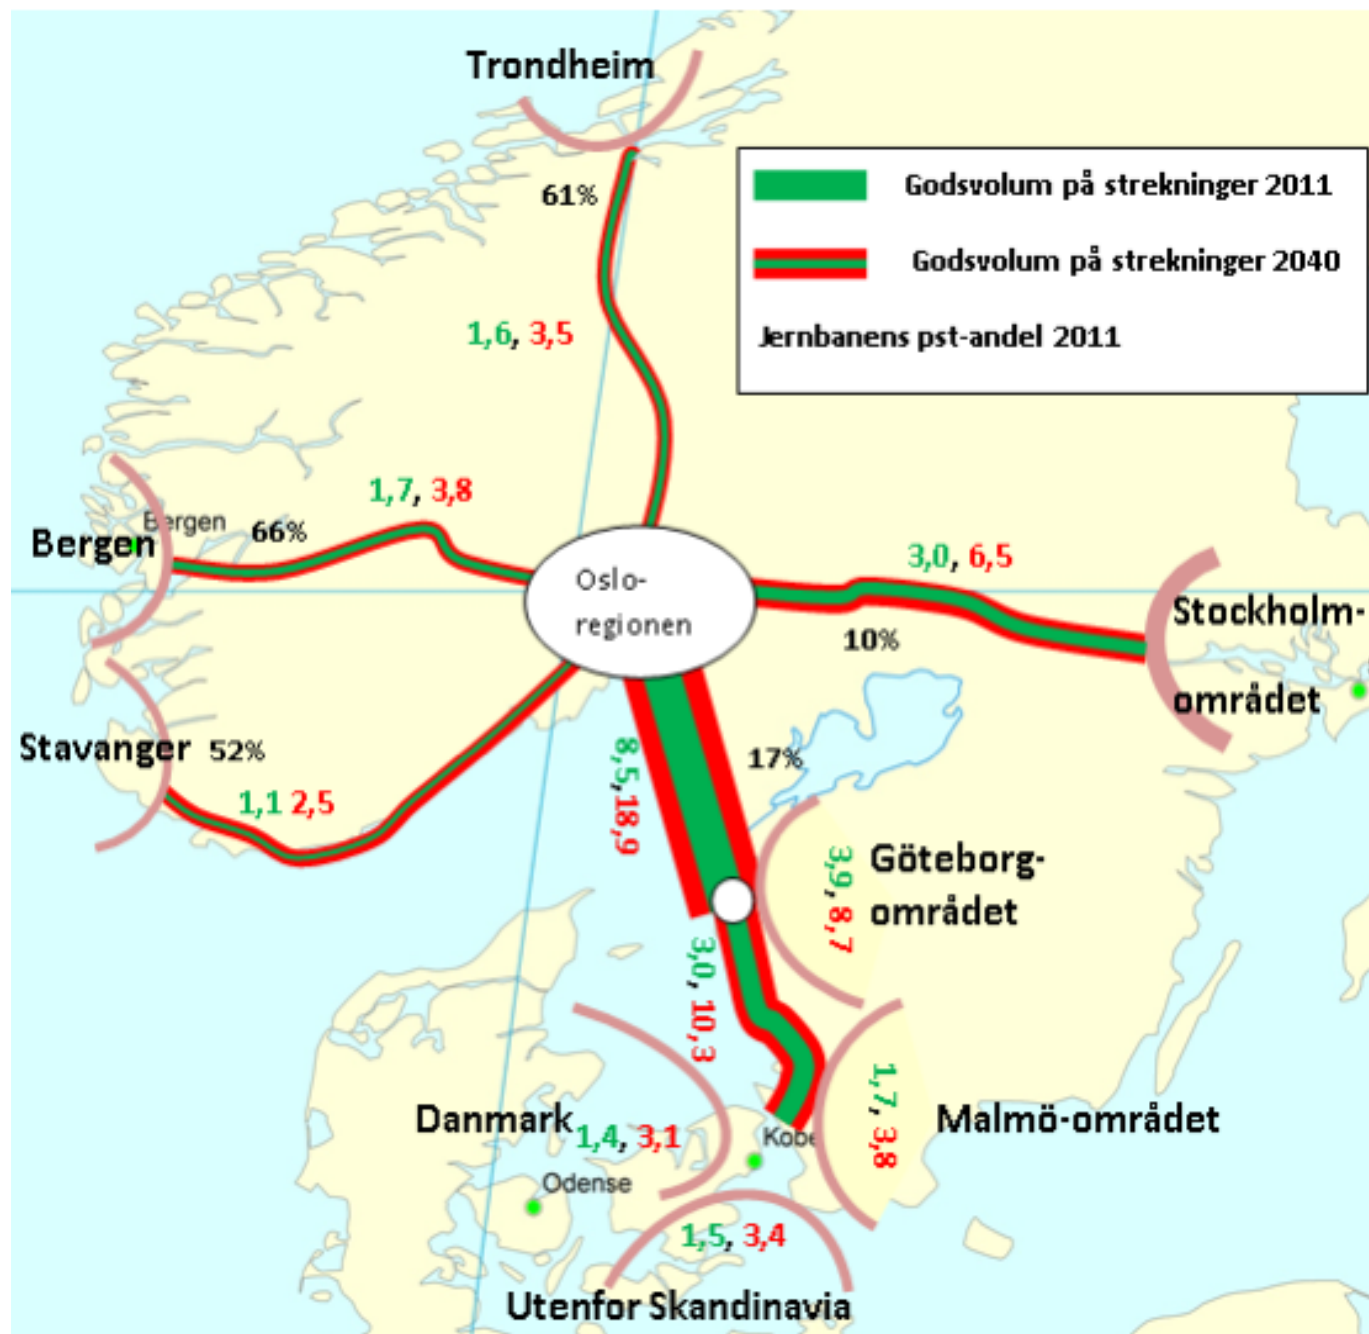 Trondheim
61%
Godsvolum på strekninger 2011
Godsvolum på strekninger 2040
Jernbanens pst-andel 2011
1,6, 3,5
1,7, 3,8
Bergen
66%
Bergen
Oslo-
regionen
3,0, 6,5
10%
Stockholm-
området
Stavanger
52%
1,1 2,5
8,5,18,9
17%
Göteborg-
området
3,9, 8,7
3,0, 10,3
Danmark
1,4, 3,1
Købe
Malmö-området
1,7, 3,8
Odense
1,5, 3,4
Utenfor Skandinavia